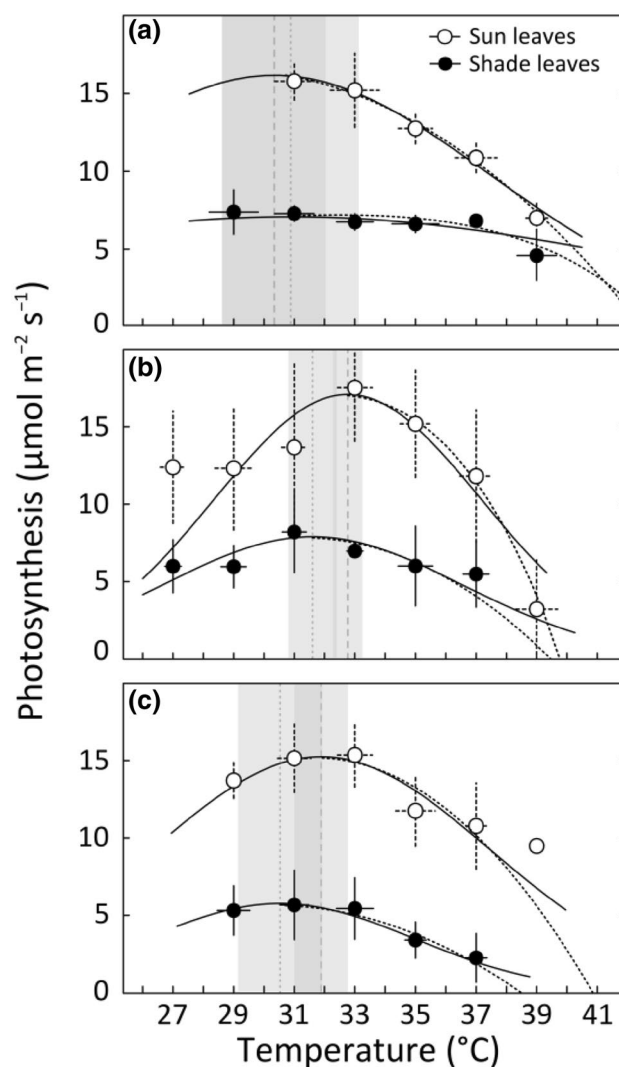 (a)
Sun leaves
Shade leaves
15
10
5
0
(b)
15
10
5
0
(c)
15
10
5
0
Photosynthesis (μmol m⁻² s⁻¹)
27 29 31 33 35 37 39 41
Temperature (°C)